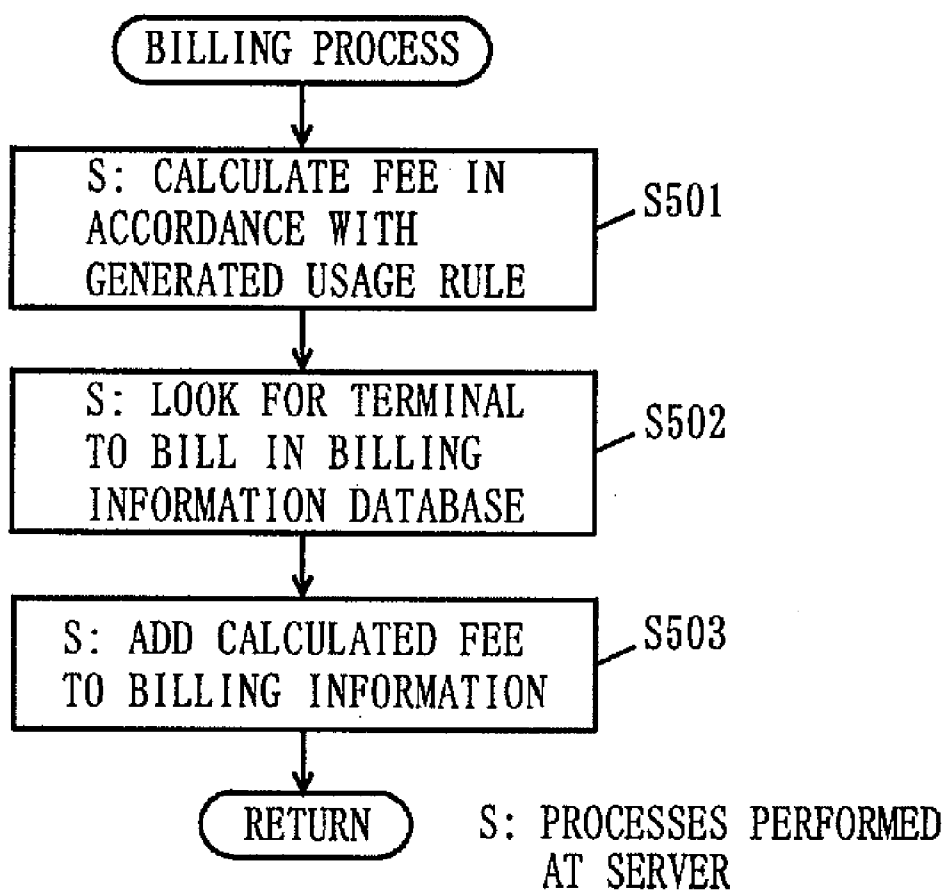 BILLING PROCESS
S: CALCULATE FEE IN
ACCORDANCE WITH
GENERATED USAGE RULE
S501
S: LOOK FOR TERMINAL
TO BILL IN BILLING
INFORMATION DATABASE
S502
S: ADD CALCULATED FEE
TO BILLING INFORMATION
S503
RETURN
S: PROCESSES PERFORMED
AT SERVER